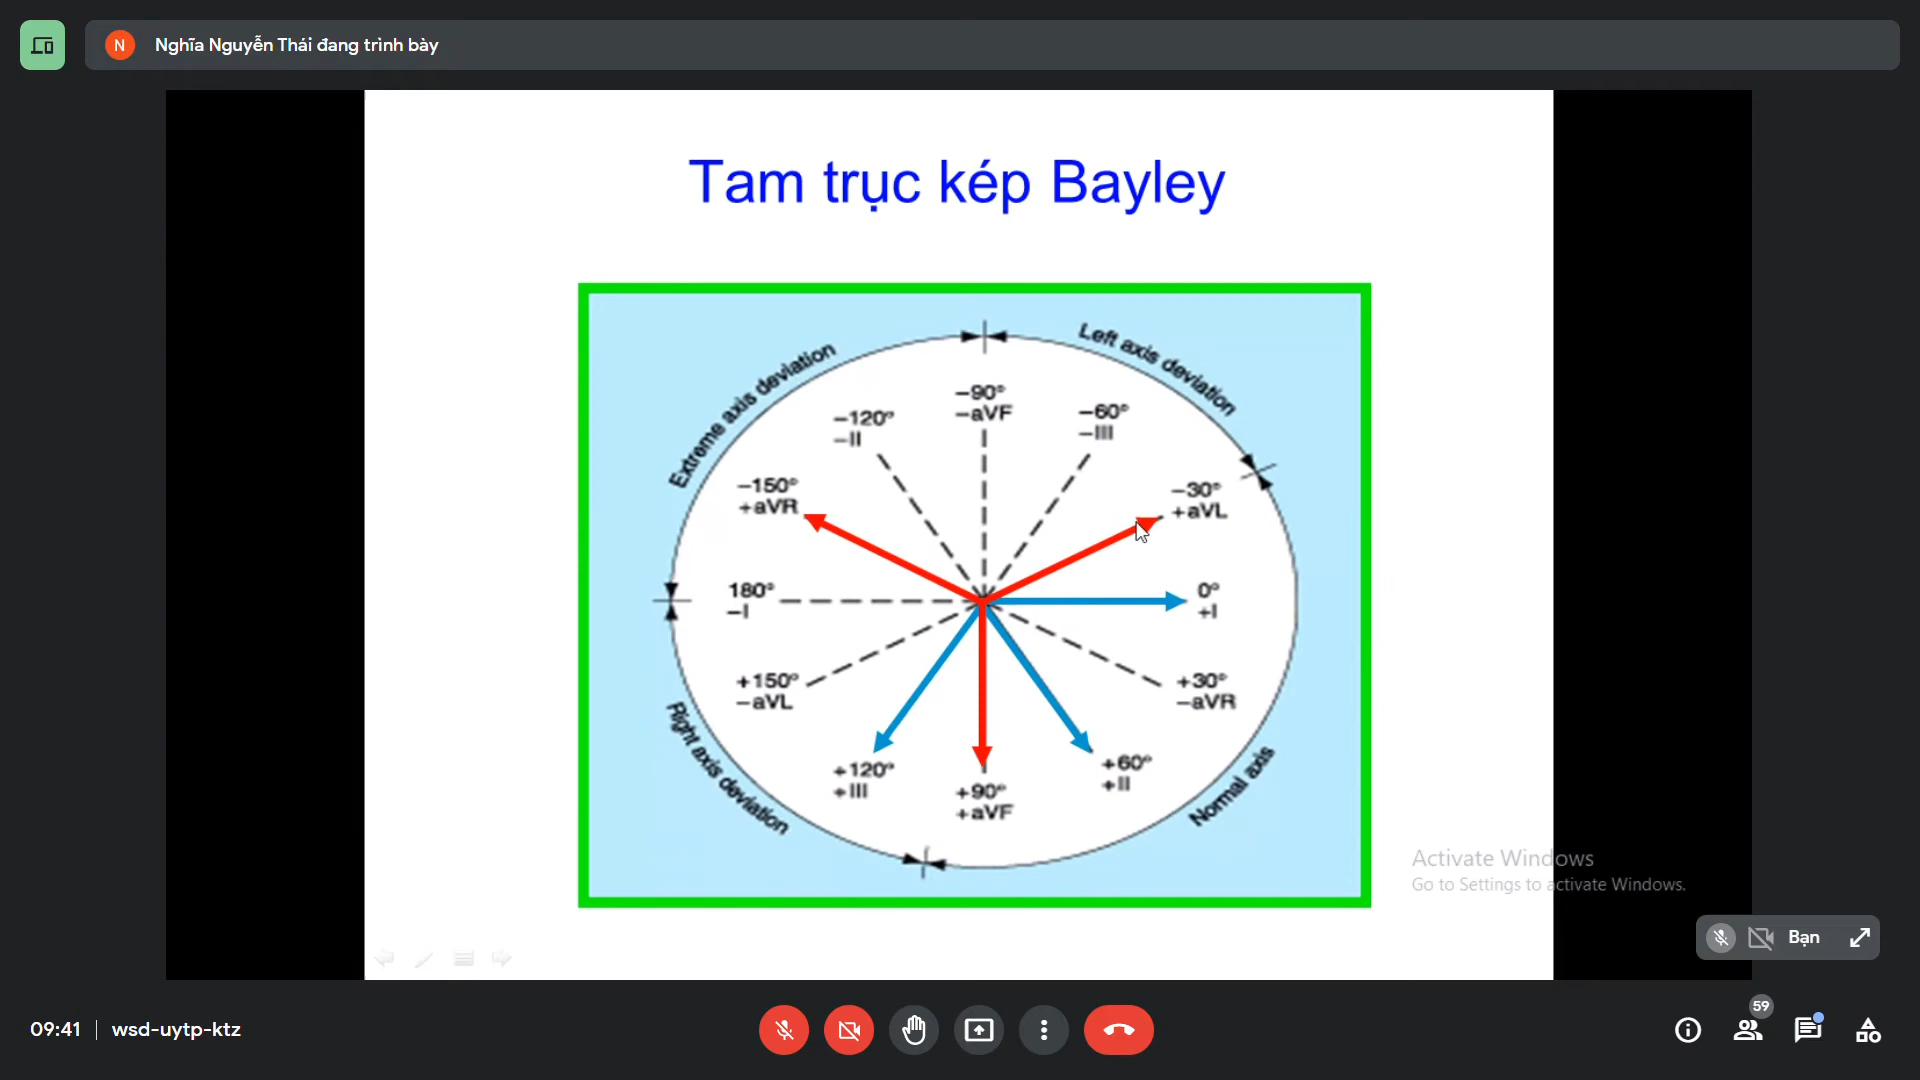 N Nghĩa Nguyễn Thái đang trình bày
Tam trục kép Bayley
Extreme axis deviation
Left axis deviation
−90°
−aVF
−120°
−II
−60°
−III
−150°
+aVR
−30°
+aVL
180°
−I
0°
+I
+150°
−aVL
+30°
−aVR
+120°
+III
+90°
+aVF
+60°
+II
Right axis deviation
Normal axis
Activate Windows
Go to Settings to activate Windows.
Bạn
09:41 | wsd-uytp-ktz
59